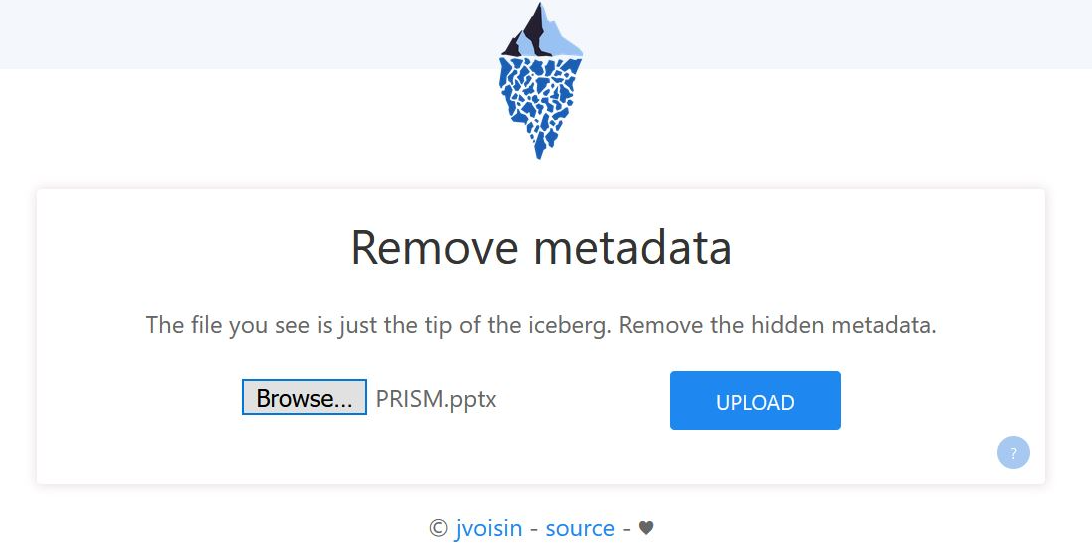 Remove metadata
The file you see is just the tip of the iceberg. Remove the hidden metadata.
Browse... PRISM.pptx UPLOAD
?
© jvoisin - source - ♥